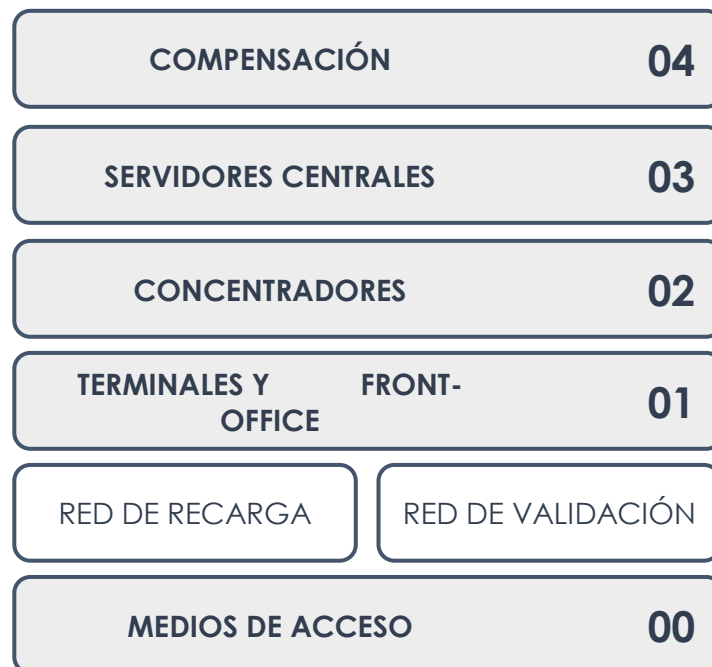 COMPENSACIÓN 04
SERVIDORES CENTRALES 03
CONCENTRADORES 02
TERMINALES Y FRONT-
OFFICE 01
RED DE RECARGA RED DE VALIDACIÓN
MEDIOS DE ACCESO 00